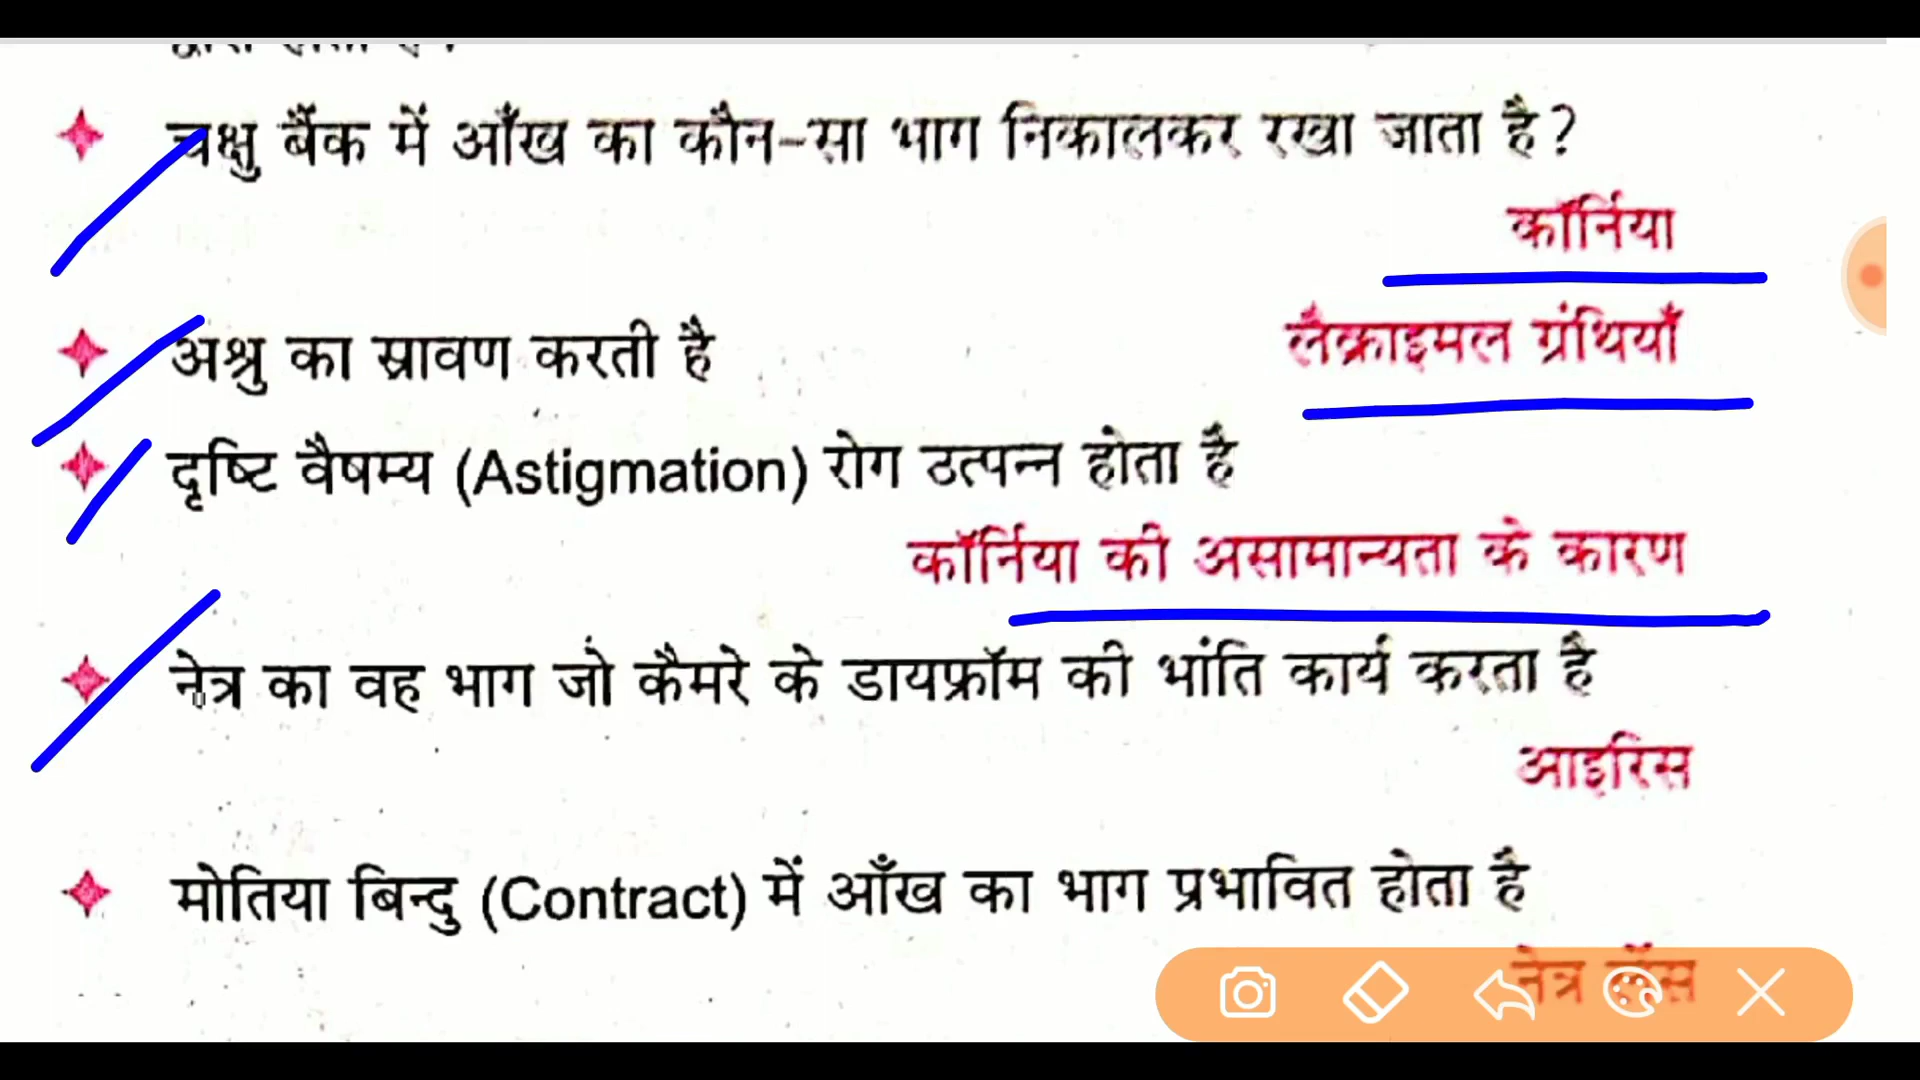 चक्षु बैंक में आँख का कौन-सा भाग निकालकर रखा जाता है?
कॉर्निया
अश्रु का स्रावण करती है लैक्राइमल ग्रंथियाँ
दृष्टि वैषम्य (Astigmation) रोग उत्पन्न होता है
कॉर्निया की असामान्यता के कारण
नेत्र का वह भाग जो कैमरे के डायफ्रॉम की भांति कार्य करता है
आइरिस
मोतिया बिन्दु (Contract) में आँख का भाग प्रभावित होता है
नेत्र लेंस